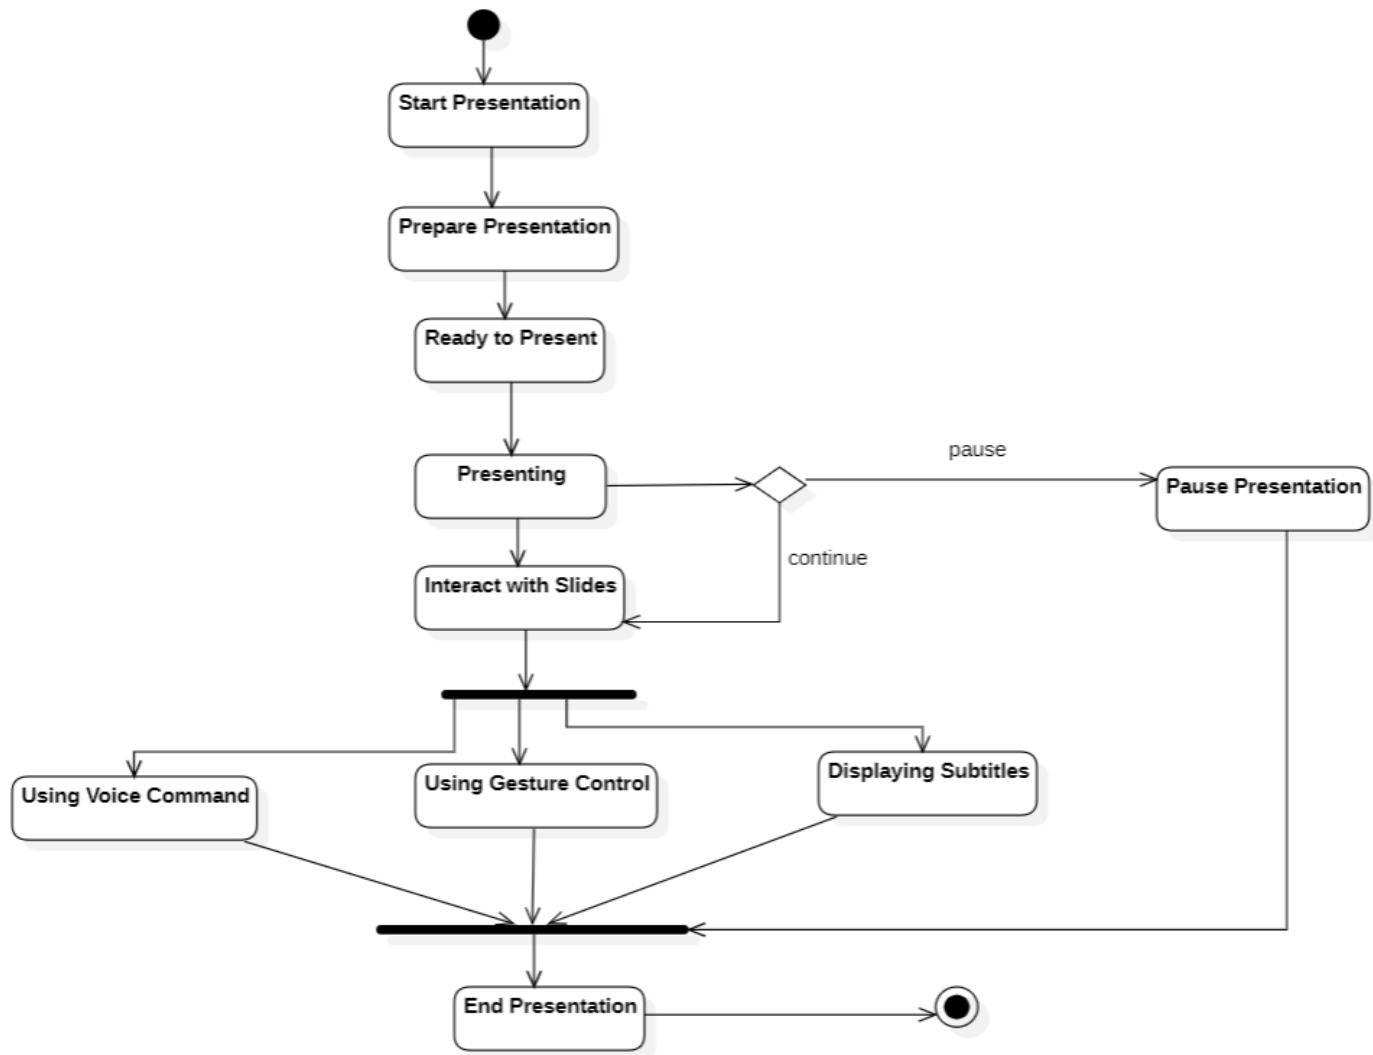 Start Presentation
Prepare Presentation
Ready to Present
Presenting
pause
Pause Presentation
continue
Interact with Slides
Using Voice Command
Using Gesture Control
Displaying Subtitles
End Presentation